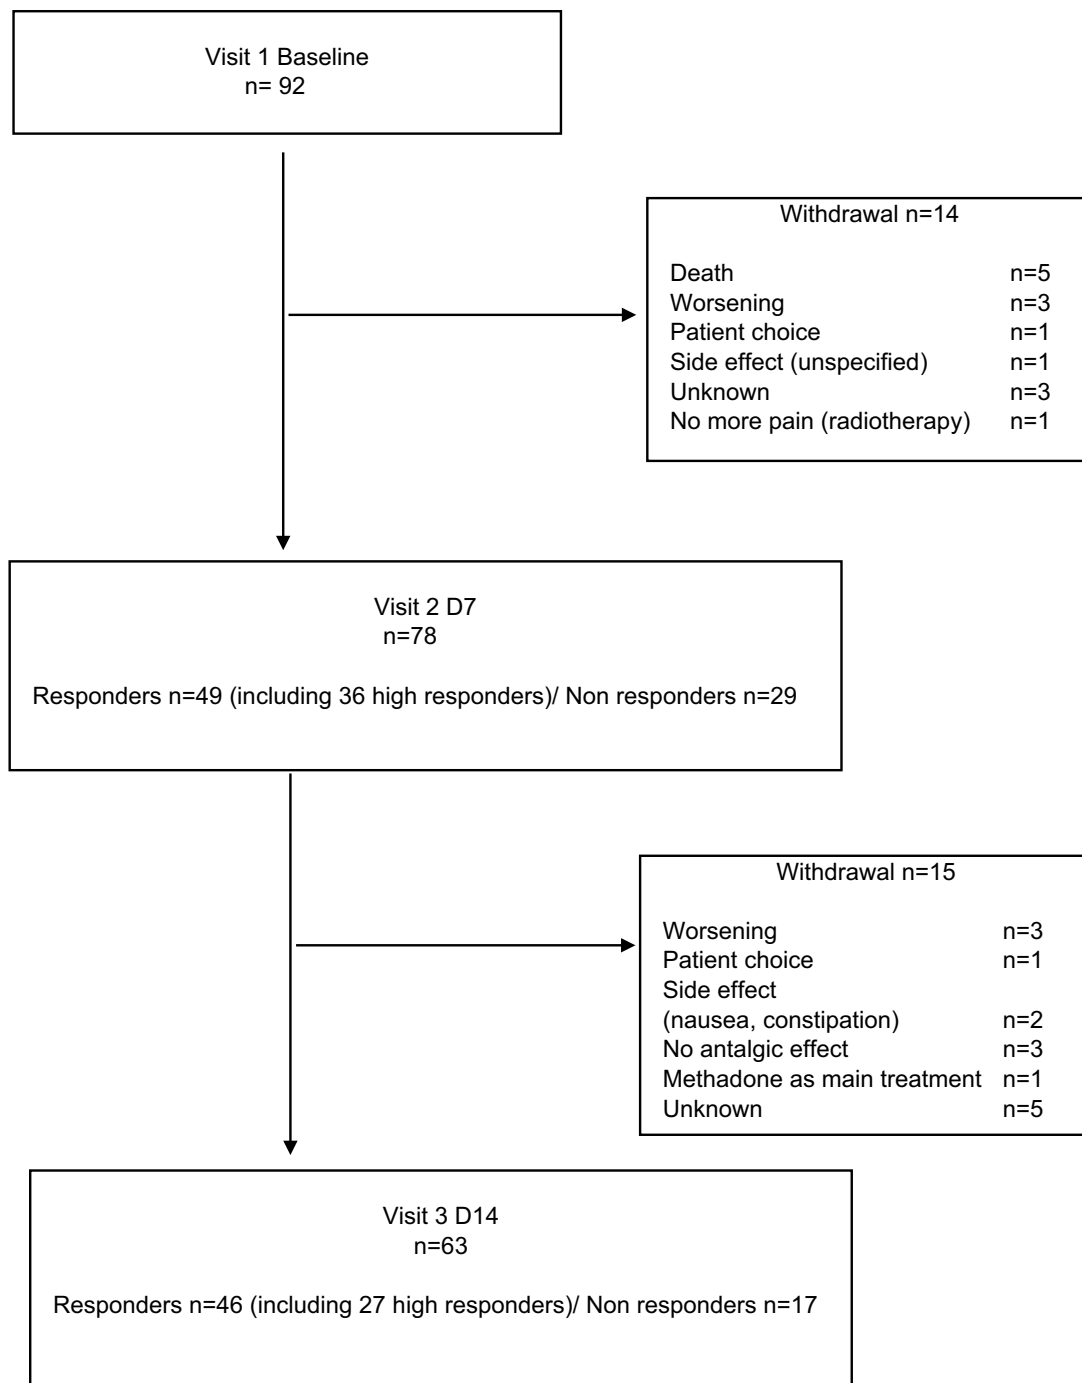 Visit 1 Baseline
n= 92
Withdrawal n=14
Death n=5
Worsening n=3
Patient choice n=1
Side effect (unspecified) n=1
Unknown n=3
No more pain (radiotherapy) n=1
Visit 2 D7
n=78
Responders n=49 (including 36 high responders)/ Non responders n=29
Withdrawal n=15
Worsening n=3
Patient choice n=1
Side effect
(nausea, constipation) n=2
No antalgic effect n=3
Methadone as main treatment n=1
Unknown n=5
Visit 3 D14
n=63
Responders n=46 (including 27 high responders)/ Non responders n=17